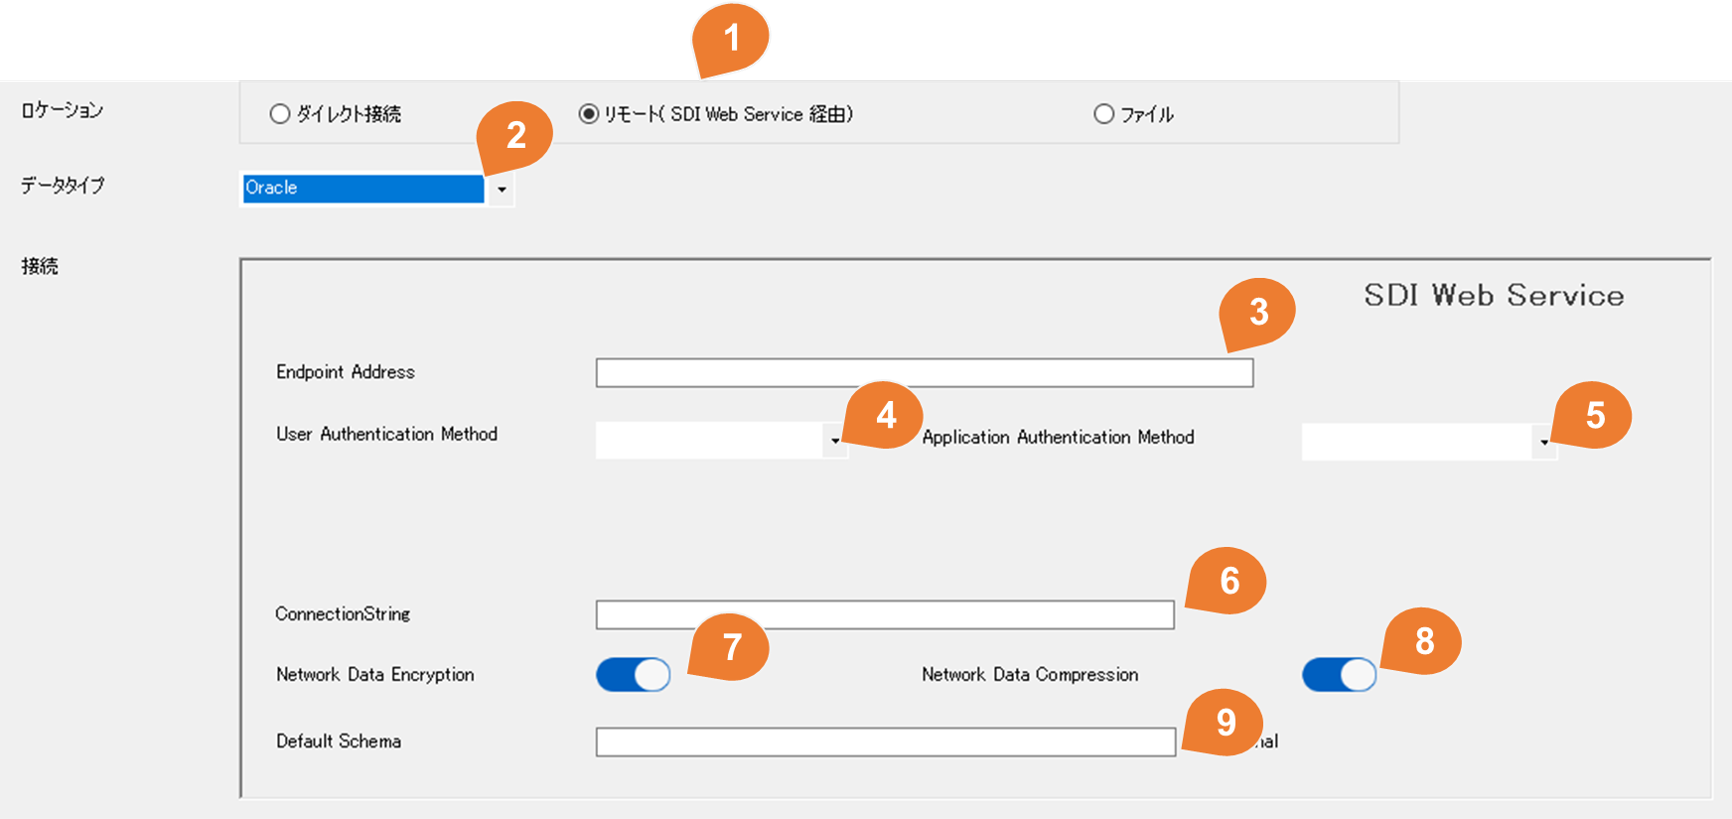 1
ロケーション
ダイレクト接続
リモート( SDI Web Service 経由)
ファイル
2
データタイプ
Oracle
接続
SDI Web Service
3
Endpoint Address
User Authentication Method
4
Application Authentication Method
5
6
ConnectionString
7
8
Network Data Encryption
Network Data Compression
9
Default Schema